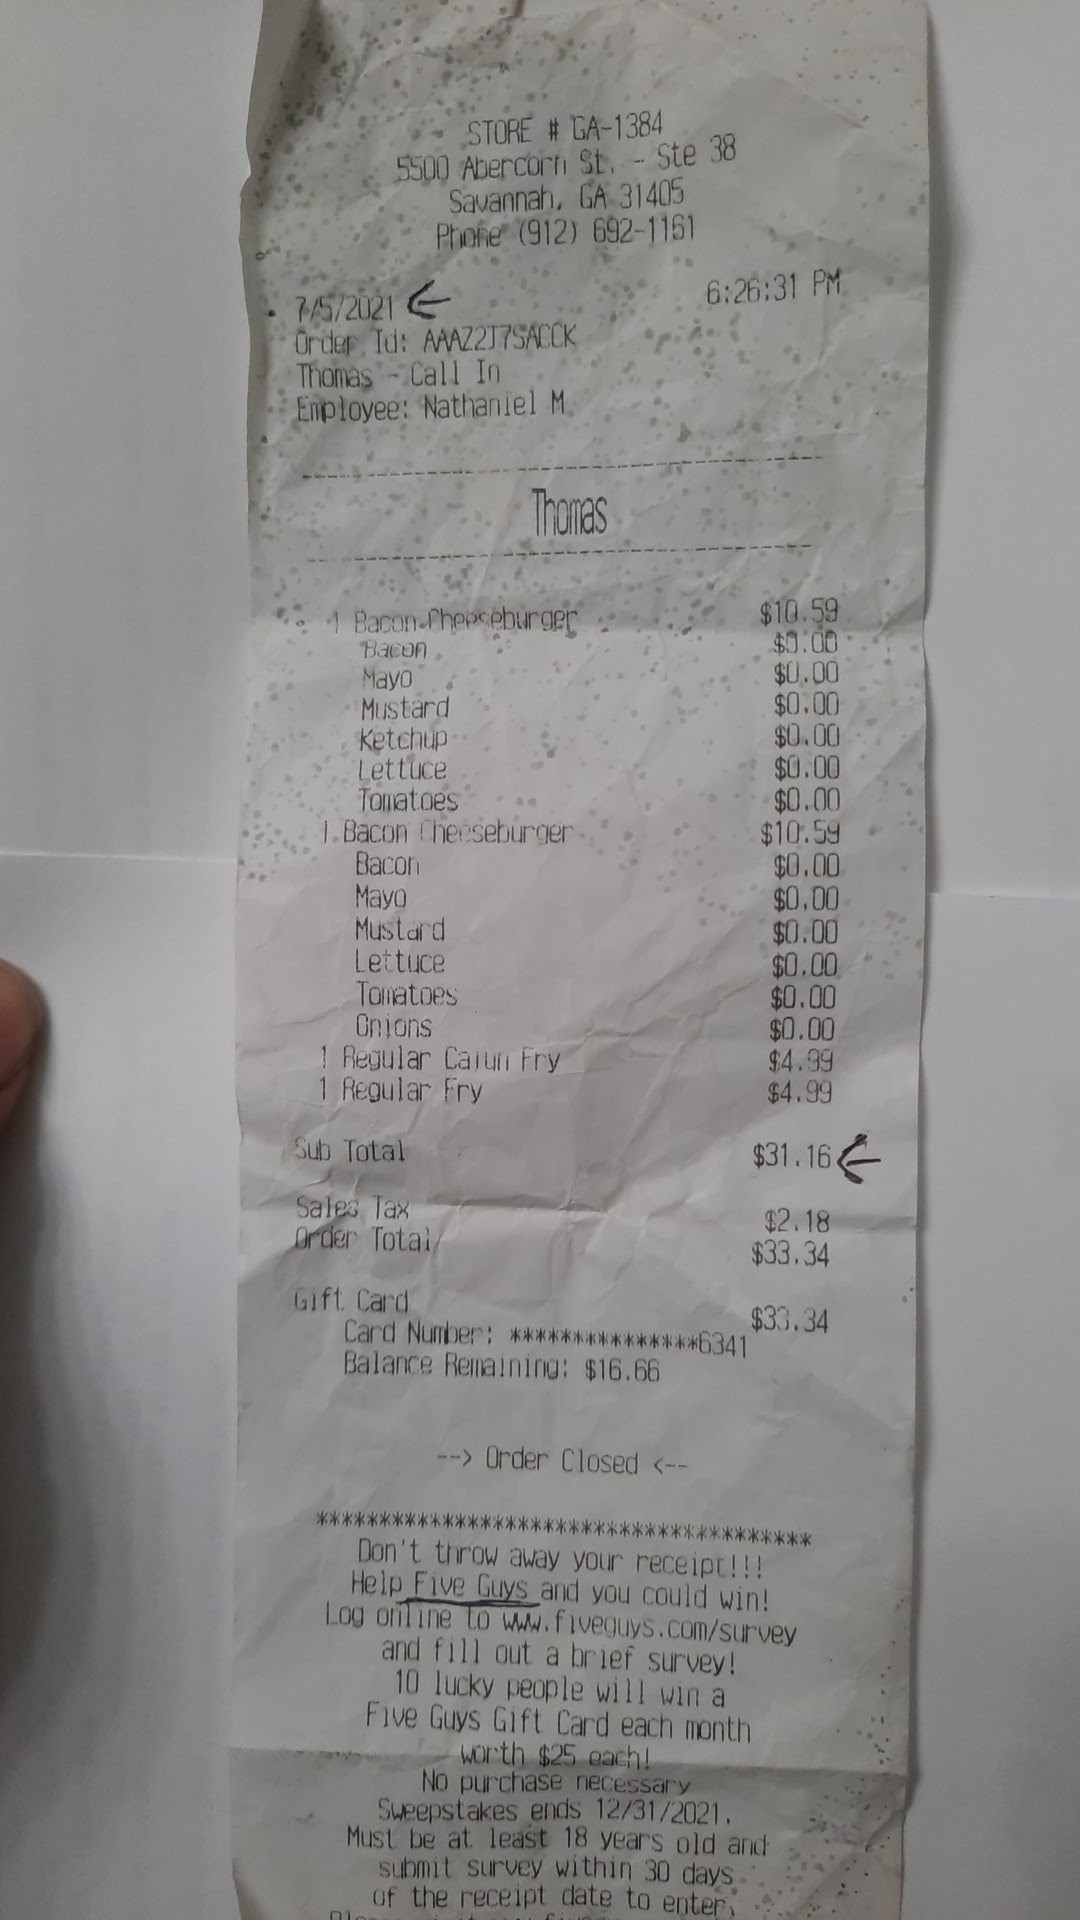 STORE # GA-1384
5500 Abercorn St. - Ste 38
Savannah, GA 31405
Phone (912) 692-1161
7/5/2021 6:26:31 PM
Order Id: AAAZ2J7SACCK
Thomas - Call In
Employee: Nathaniel M
Thomas
1 Bacon Cheeseburger $10.59
Bacon $0.00
Mayo $0.00
Mustard $0.00
Ketchup $0.00
Lettuce $0.00
Tomatoes $0.00
1 Bacon Cheeseburger $10.59
Bacon $0.00
Mayo $0.00
Mustard $0.00
Lettuce $0.00
Tomatoes $0.00
Onions $0.00
1 Regular Cajun Fry $4.99
1 Regular Fry $4.99
Sub Total $31.16
Sales Tax $2.18
Order Total $33.34
Gift Card $33.34
Card Number: ***************6341
Balance Remaining: $16.66
--> Order Closed <--
***************************************
Don't throw away your receipt!!!
Help Five Guys and you could win!
Log online to www.fiveguys.com/survey
and fill out a brief survey!
10 lucky people will win a
Five Guys Gift Card each month
worth $25 each!
No purchase necessary
Sweepstakes ends 12/31/2021.
Must be at least 18 years old and
submit survey within 30 days
of the receipt date to enter.